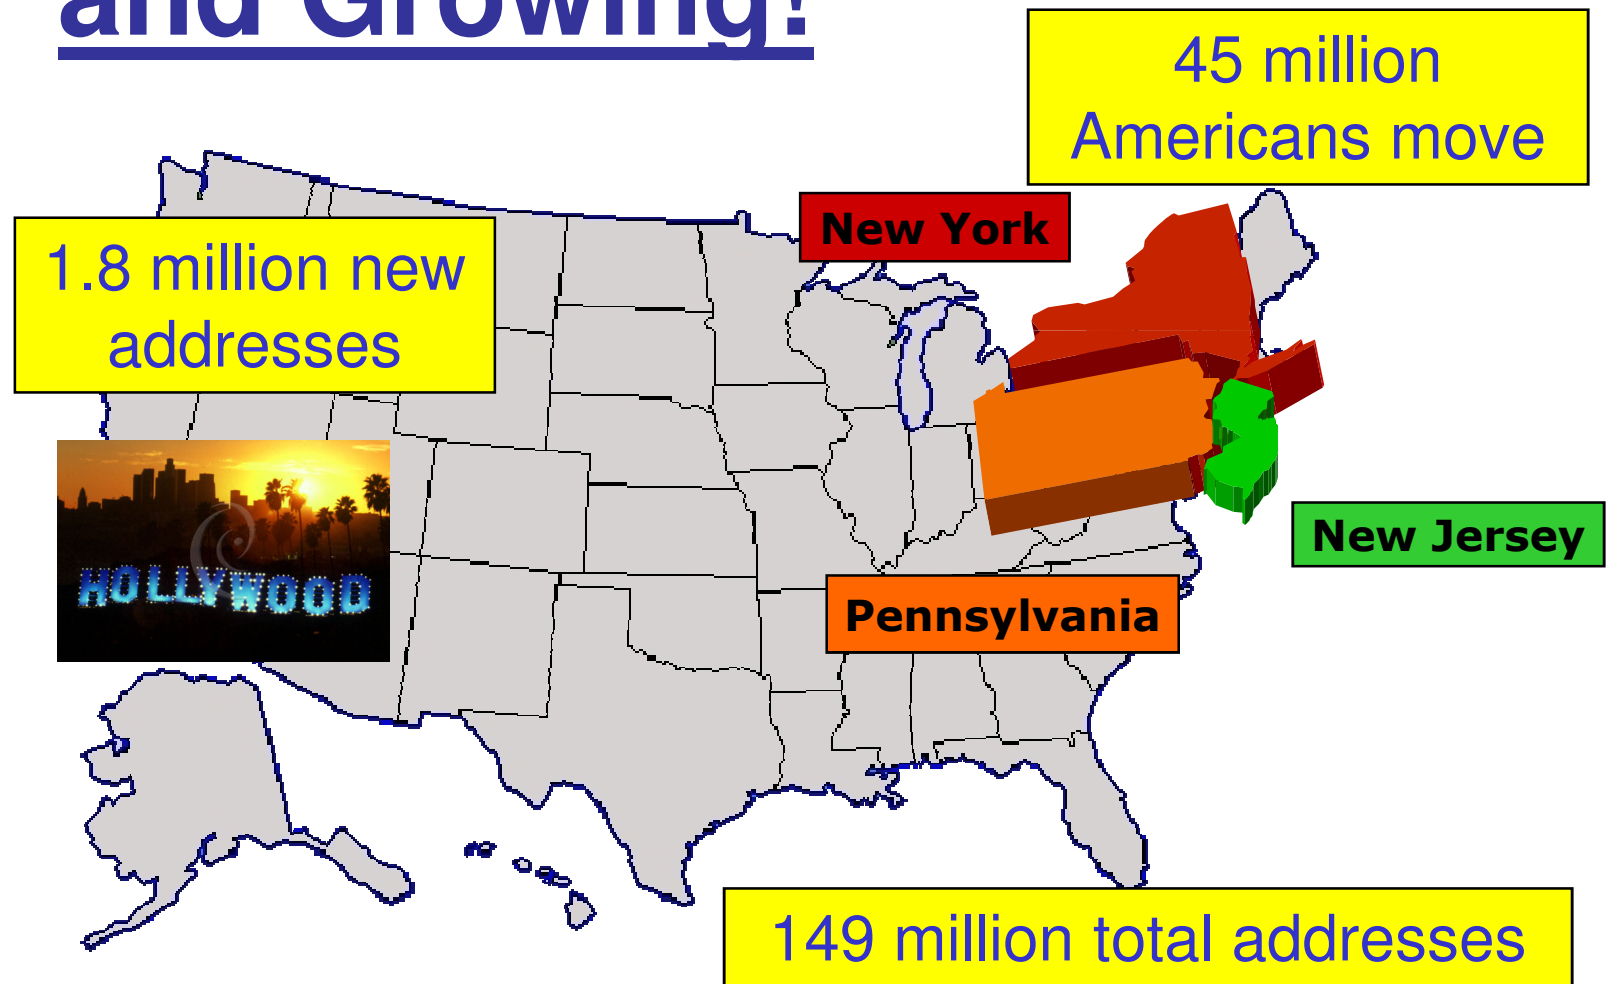 and Growing!
45 million
Americans move
New York
1.8 million new
addresses
HOLLYWOOD
New Jersey
Pennsylvania
149 million total addresses